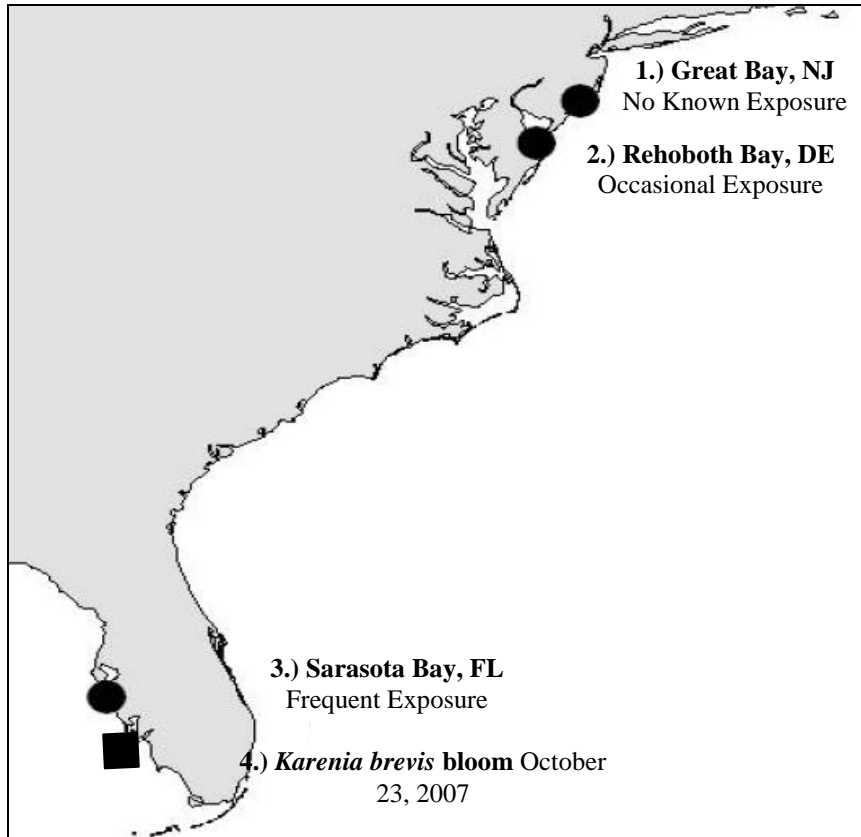 1.) Great Bay, NJ
No Known Exposure
2.) Rehoboth Bay, DE
Occasional Exposure
3.) Sarasota Bay, FL
Frequent Exposure
4.) Karenia brevis bloom October
23, 2007